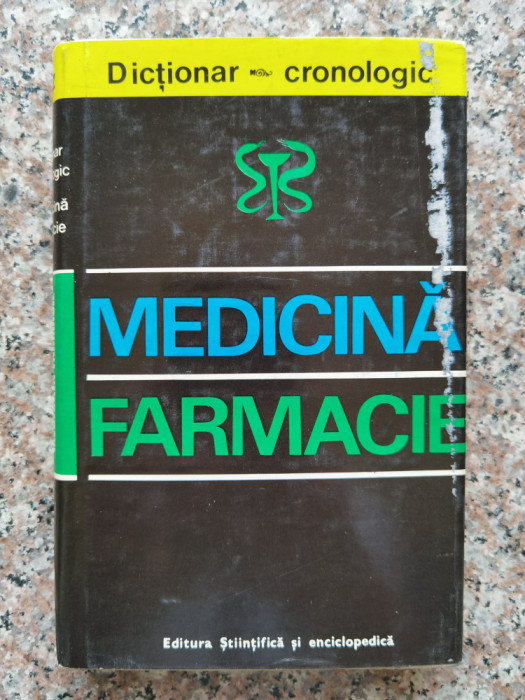 Dicționar cronologic
MEDICINĂ
FARMACIE
Editura Științifică și enciclopedică